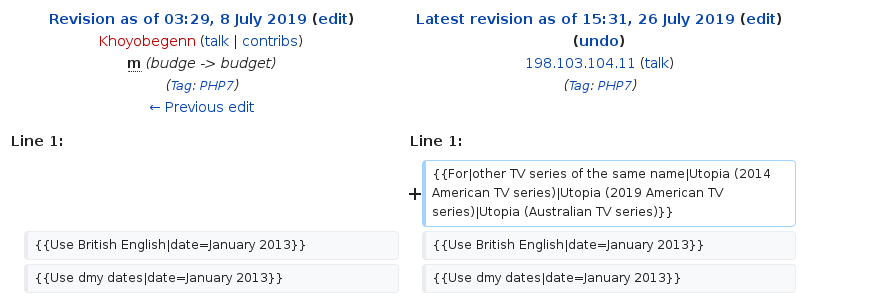 Revision as of 03:29, 8 July 2019 (edit)
Khoyobegenn (talk | contribs)
m (budge -> budget)
(Tag: PHP7)
← Previous edit
Latest revision as of 15:31, 26 July 2019 (edit)
(undo)
198.103.104.11 (talk)
(Tag: PHP7)
Line 1:
Line 1:
+
{{For|other TV series of the same name|Utopia (2014
American TV series)|Utopia (2019 American TV
series)|Utopia (Australian TV series)}}
{{Use British English|date=January 2013}}
{{Use British English|date=January 2013}}
{{Use dmy dates|date=January 2013}}
{{Use dmy dates|date=January 2013}}